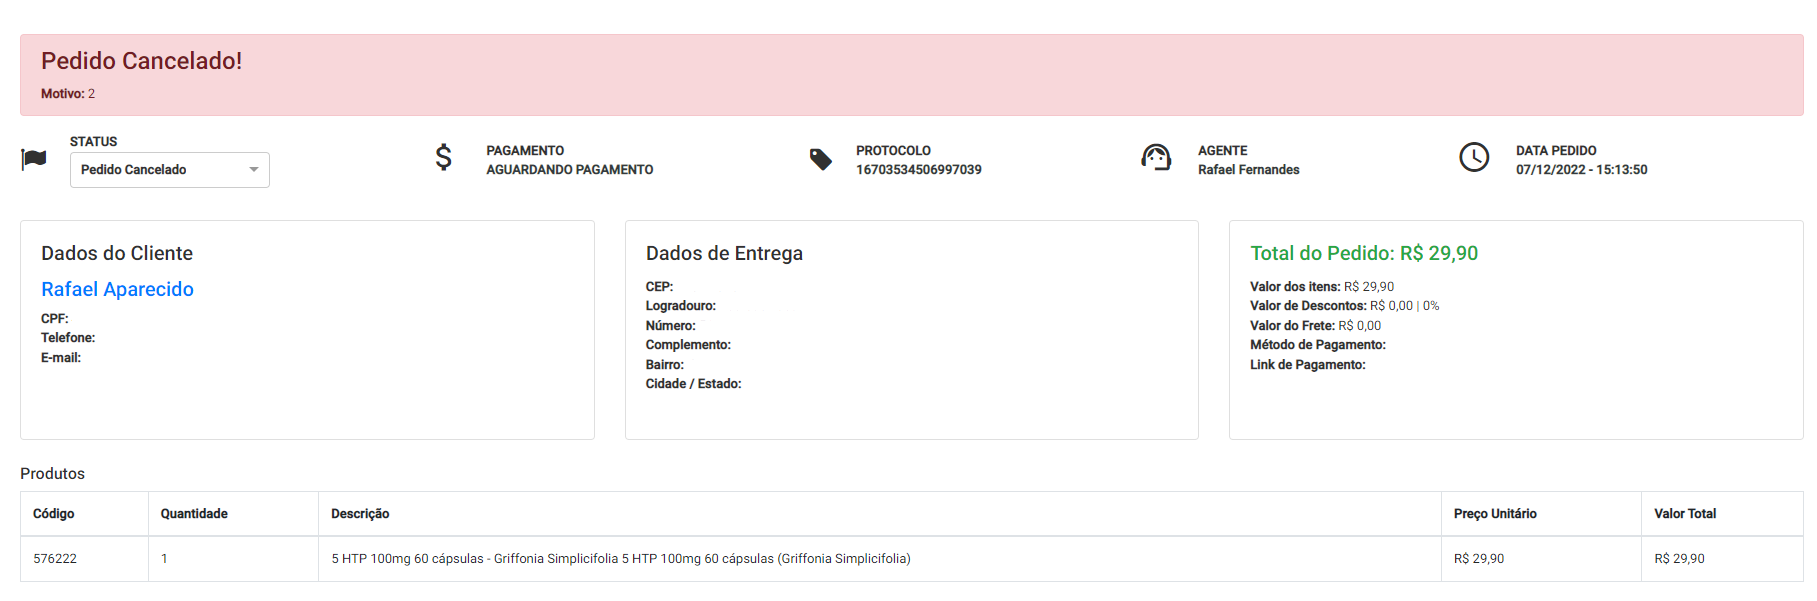 Pedido Cancelado!
Motivo: 2
STATUS
Pedido Cancelado
PAGAMENTO
AGUARDANDO PAGAMENTO
PROTOCOLO
16703534506997039
AGENTE
Rafael Fernandes
DATA PEDIDO
07/12/2022 - 15:13:50
Dados do Cliente
Rafael Aparecido
CPF:
Telefone:
E-mail:
Dados de Entrega
CEP:
Logradouro:
Número:
Complemento:
Bairro:
Cidade / Estado:
Total do Pedido: R$ 29,90
Valor dos itens: R$ 29,90
Valor de Descontos: R$ 0,00 | 0%
Valor do Frete: R$ 0,00
Método de Pagamento:
Link de Pagamento:
Produtos
Código Quantidade Descrição Preço Unitário Valor Total
576222 1 5 HTP 100mg 60 cápsulas - Griffonia Simplicifolia 5 HTP 100mg 60 cápsulas (Griffonia Simplicifolia) R$ 29,90 R$ 29,90